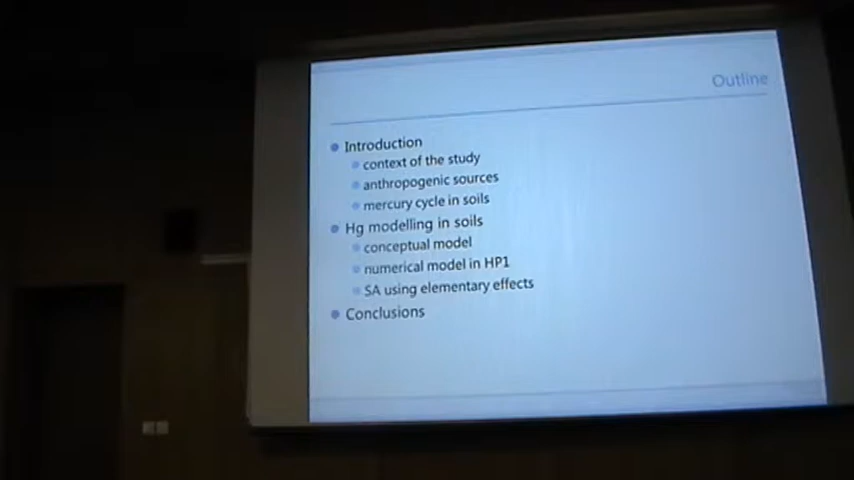 Outline
Introduction
context of the study
anthropogenic sources
mercury cycle in soils
Hg modelling in soils
conceptual model
numerical model in HP1
SA using elementary effects
Conclusions